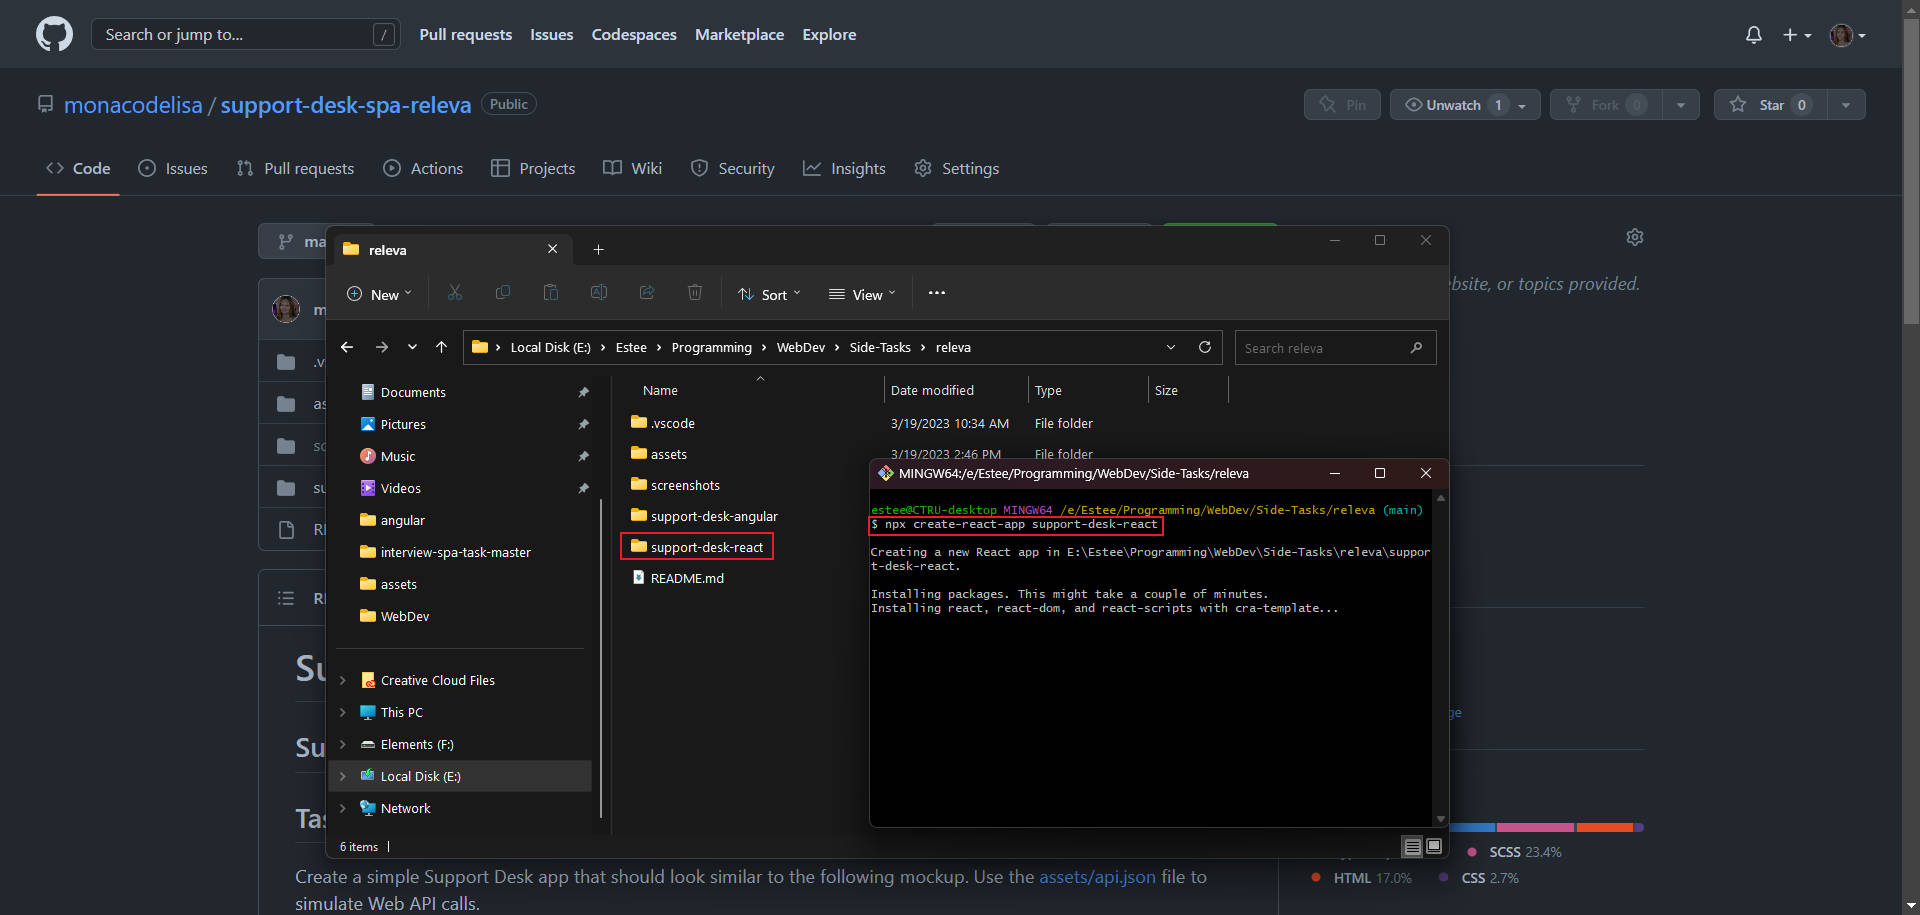 Search or jump to...
/
Pull requests
Issues
Codespaces
Marketplace
Explore
monacodelisa / support-desk-spa-releva
Public
Pin
Unwatch 1
Fork 0
Star 0
Code
Issues
Pull requests
Actions
Projects
Wiki
Security
Insights
Settings
ma
releva
ebsite, or topics provided.
New
Sort
View
m
Local Disk (E:) > Estee > Programming > WebDev > Side-Tasks > releva
Search releva
.v
as
sc
su
RE
Name
Date modified
Type
Size
Documents
Pictures
Music
Videos
angular
interview-spa-task-master
assets
WebDev
Creative Cloud Files
This PC
Elements (F:)
Local Disk (E:)
Network
.vscode 3/19/2023 10:34 AM File folder
assets 3/19/2023 2:46 PM File folder
screenshots
support-desk-angular
support-desk-react
README.md
6 items
MINGW64:/e/Estee/Programming/WebDev/Side-Tasks/releva
estee@CTRU-desktop MINGW64 /e/Estee/Programming/WebDev/Side-Tasks/releva (main)
$ npx create-react-app support-desk-react
Creating a new React app in E:\Estee\Programming\WebDev\Side-Tasks\releva\suppor
t-desk-react.
Installing packages. This might take a couple of minutes.
Installing react, react-dom, and react-scripts with cra-template...
RE
Su
Su
Tas
Create a simple Support Desk app that should look similar to the following mockup. Use the assets/api.json file to
simulate Web API calls.
ge
SCSS 23.4%
HTML 17.0%
CSS 2.7%